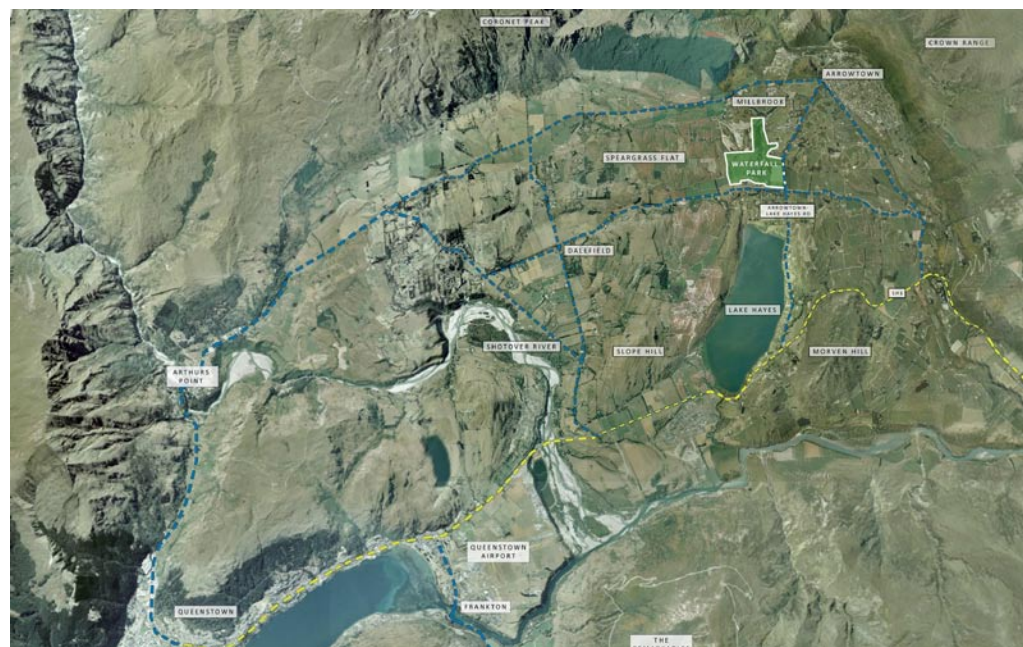 CORONET PEAK
CROWN RANGE
ARROWTOWN
MILLBROOK
SPEARGRASS FLAT
WATERFALL
PARK
ARROWTOWN-
LAKE HAYES RD
DALEFIELD
SH6
LAKE HAYES
SHOTOVER RIVER
SLOPE HILL
MORVEN HILL
ARTHURS
POINT
QUEENSTOWN
AIRPORT
FRANKTON
QUEENSTOWN
THE